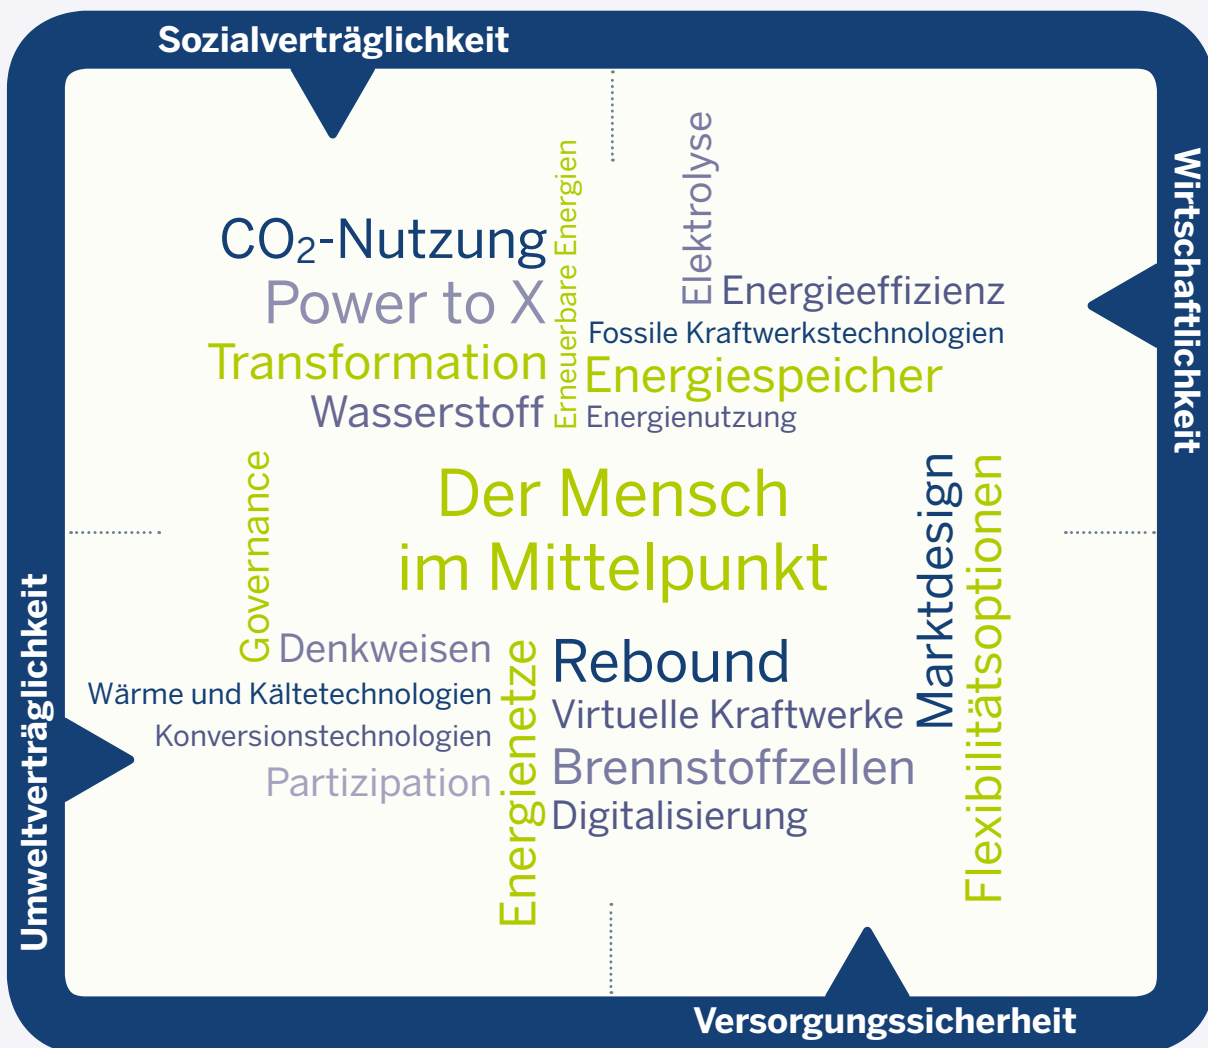 Sozialverträglichkeit
Wirtschaftlichkeit
Elektrolyse
Erneuerbare Energien
CO₂-Nutzung
Power to X
Transformation
Wasserstoff
Energieeffizienz
Fossile Kraftwerkstechnologien
Energiespeicher
Energienutzung
Der Mensch
im Mittelpunkt
Governance
Denkweisen
Wärme und Kältetechnologien
Konversionstechnologien
Partizipation
Energienetze
Rebound
Virtuelle Kraftwerke
Brennstoffzellen
Digitalisierung
Marktdesign
Flexibilitätsoptionen
Umweltverträglichkeit
Versorgungssicherheit